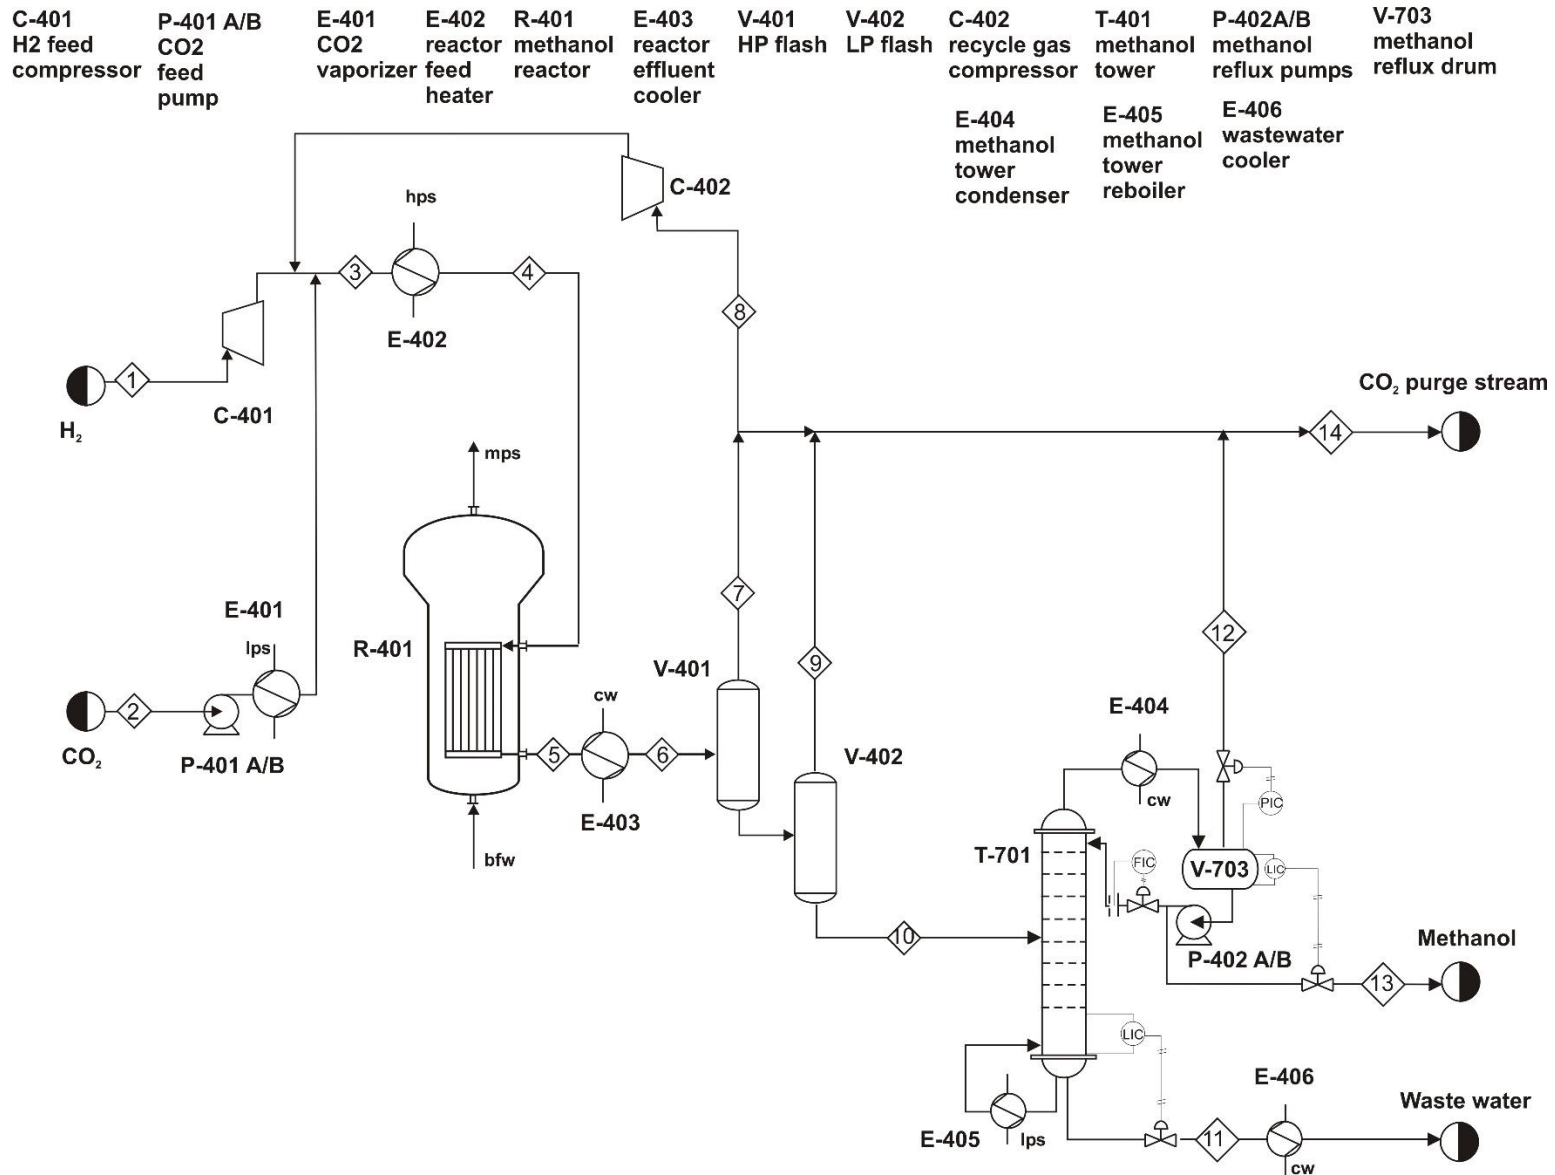 C-401
H2 feed
compressor
P-401 A/B
CO2
feed
pump
E-401
CO2
vaporizer
E-402
reactor
feed
heater
R-401
methanol
reactor
E-403
reactor
effluent
cooler
V-401
HP flash
V-402
LP flash
C-402
recycle gas
compressor
T-401
methanol
tower
P-402A/B
methanol
reflux pumps
V-703
methanol
reflux drum
E-404
methanol
tower
condenser
E-405
methanol
tower
reboiler
E-406
wastewater
cooler
C-402
hps
3
4
E-402
8
1
H₂
C-401
CO₂ purge stream
14
mps
7
E-401
lps
R-401
V-401
9
12
2
CO₂
P-401 A/B
cw
5
6
E-403
V-402
E-404
cw
PIC
bfw
T-701
FIC
V-703
LIC
10
P-402 A/B
Methanol
13
LIC
E-405
lps
E-406
11
cw
Waste water